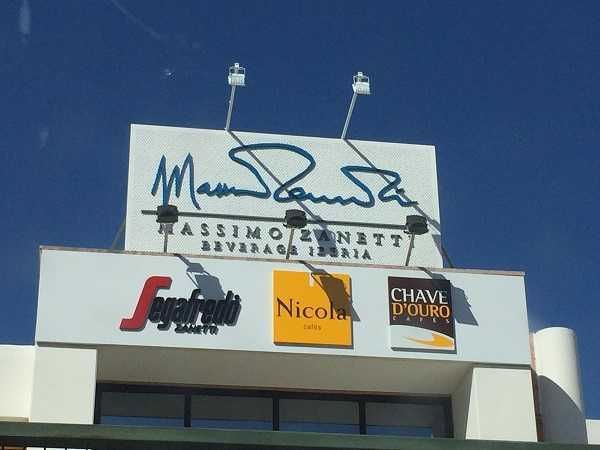 Massimo Zanetti
MASSIMO ZANETTI
BEVERAGE IBERIA
Segafredo
ZANETTI
Nicola
cafés
CHAVE
D'OURO
CAFÉS